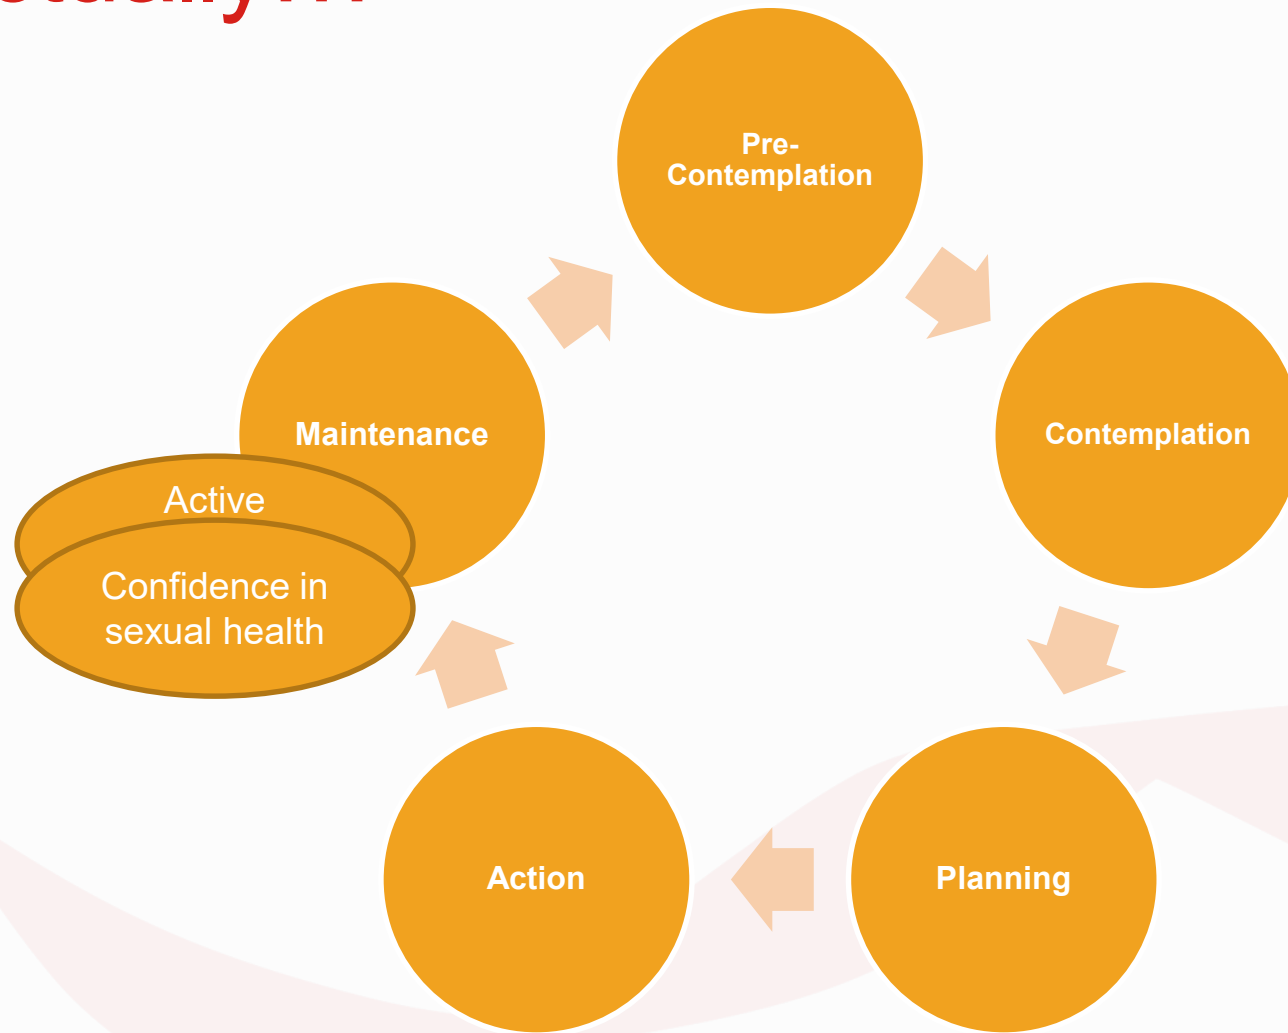 Pre-
Contemplation
Contemplation
Planning
Action
Maintenance
Active
Confidence in
sexual health